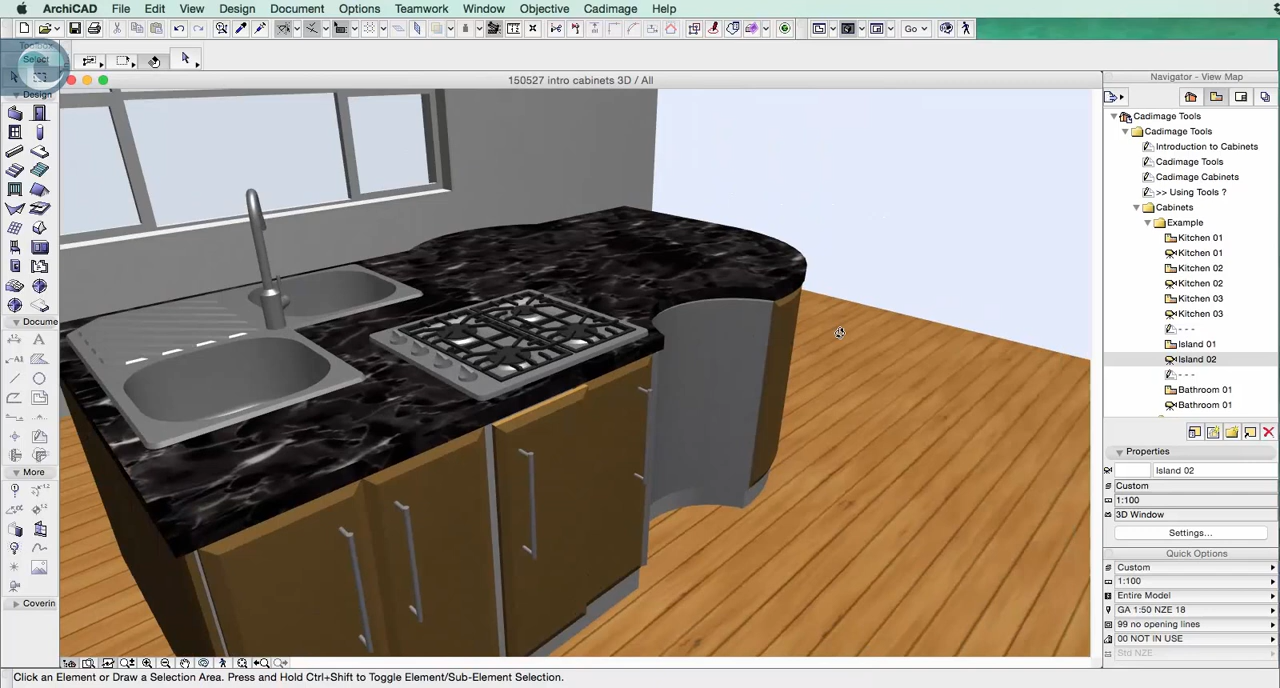 ArchiCAD File Edit View Design Document Options Teamwork Window Objective Cadimage Help
Go
Toolbox
Select
150527 intro cabinets 3D / All
Design
Docume
More
Coverin
Navigator - View Map
Cadimage Tools
Cadimage Tools
Introduction to Cabinets
Cadimage Tools
Cadimage Cabinets
>> Using Tools ?
Cabinets
Example
Kitchen 01
Kitchen 01
Kitchen 02
Kitchen 02
Kitchen 03
Kitchen 03
- - -
Island 01
Island 02
- - -
Bathroom 01
Bathroom 01
Properties
Island 02
Custom
1:100
3D Window
Settings...
Quick Options
Custom
1:100
Entire Model
GA 1:50 NZE 18
99 no opening lines
00 NOT IN USE
Std NZE
Click an Element or Draw a Selection Area. Press and Hold Ctrl+Shift to Toggle Element/Sub-Element Selection.